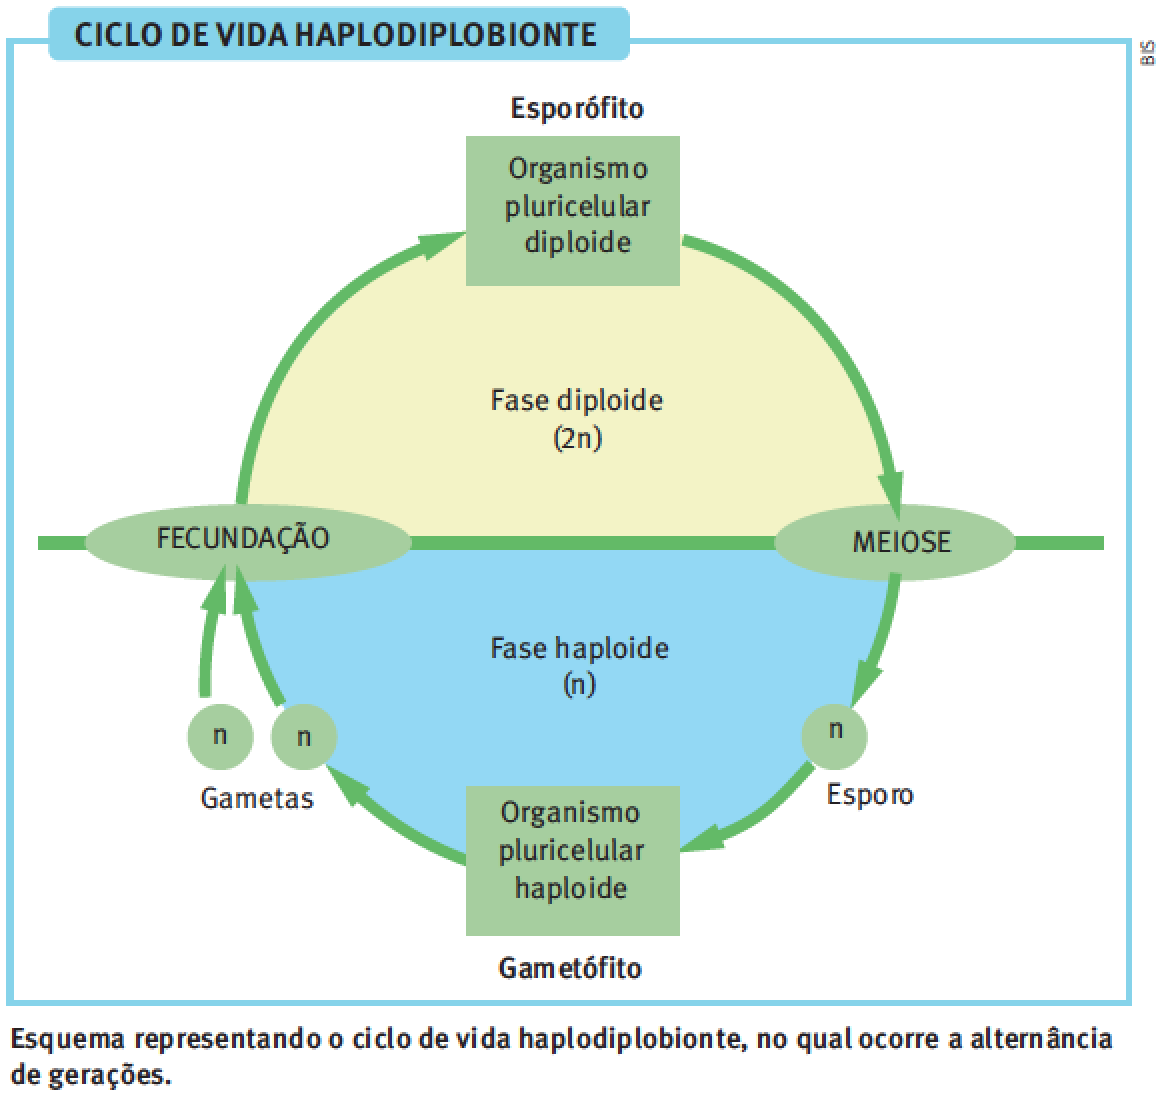 CICLO DE VIDA HAPLODIPLOBIONTE
BIS
Esporófito
Organismo
pluricelular
diploide
Fase diploide
(2n)
FECUNDAÇÃO
MEIOSE
Fase haploide
(n)
n
n
n
Gametas
Esporo
Organismo
pluricelular
haploide
Gametófito
Esquema representando o ciclo de vida haplodiplobionte, no qual ocorre a alternância
de gerações.